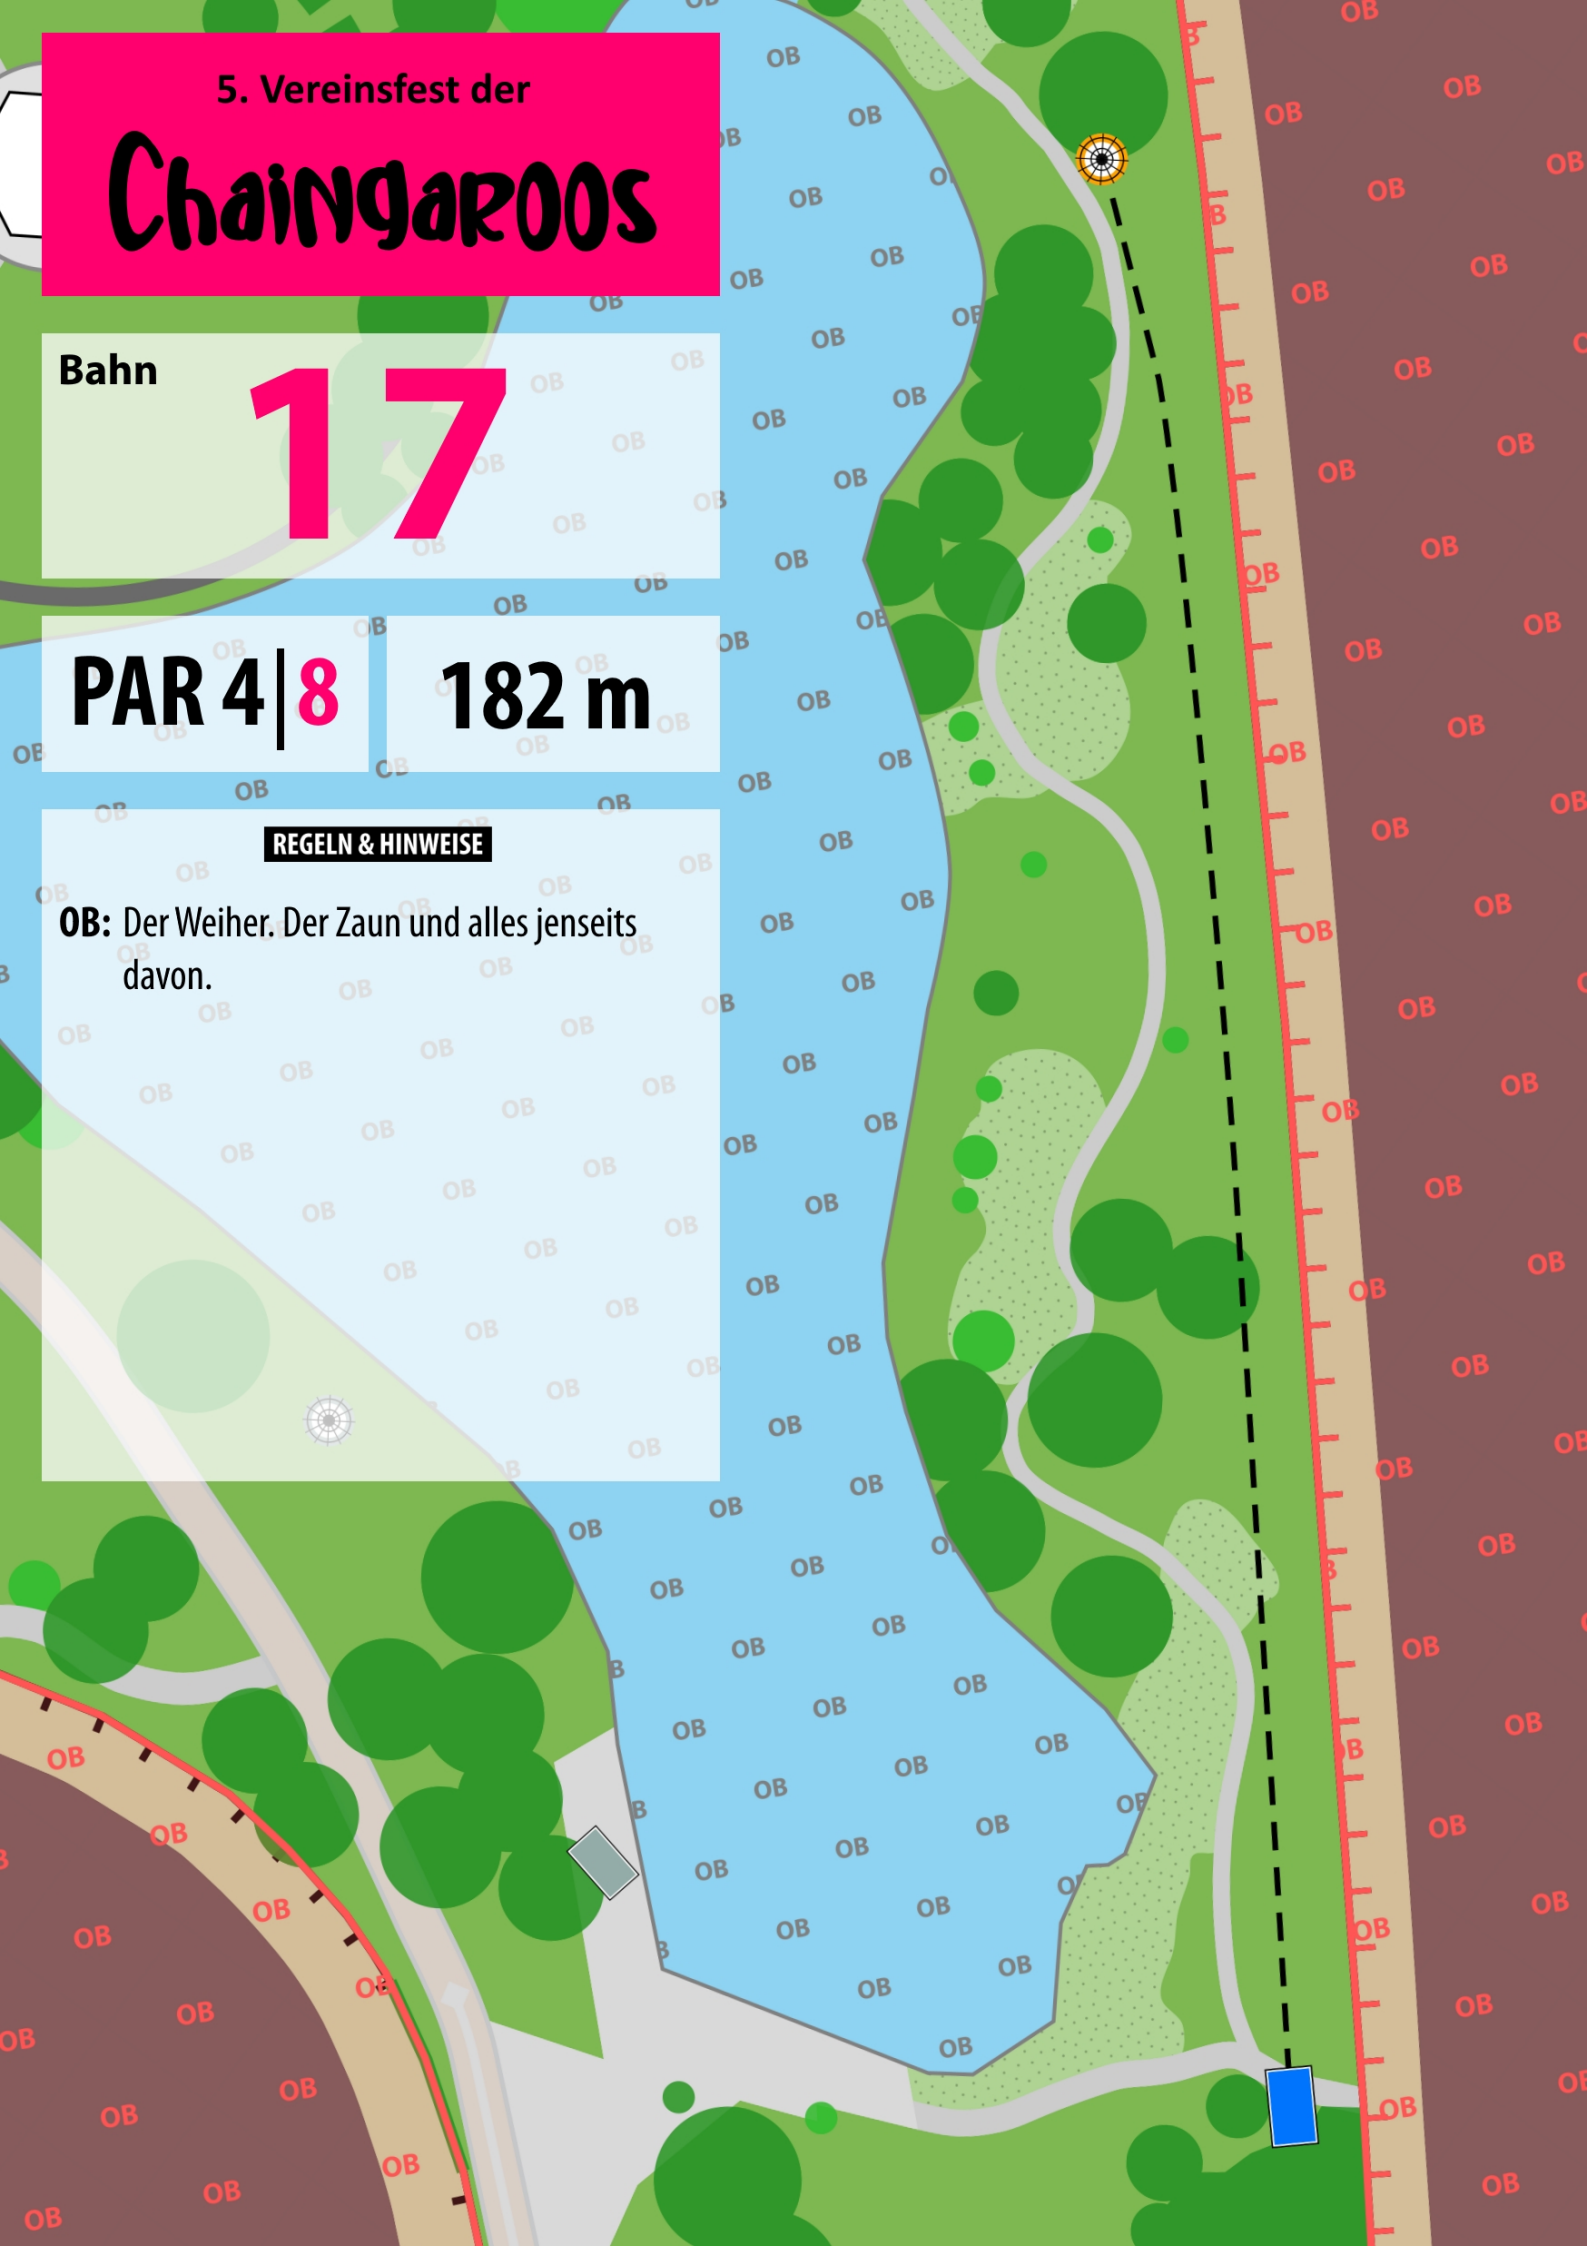 5. Vereinsfest der
Chaingaroos
Bahn
17
PAR 4|8
182 m
REGELN & HINWEISE
OB: Der Weiher. Der Zaun und alles jenseits
davon.
OB